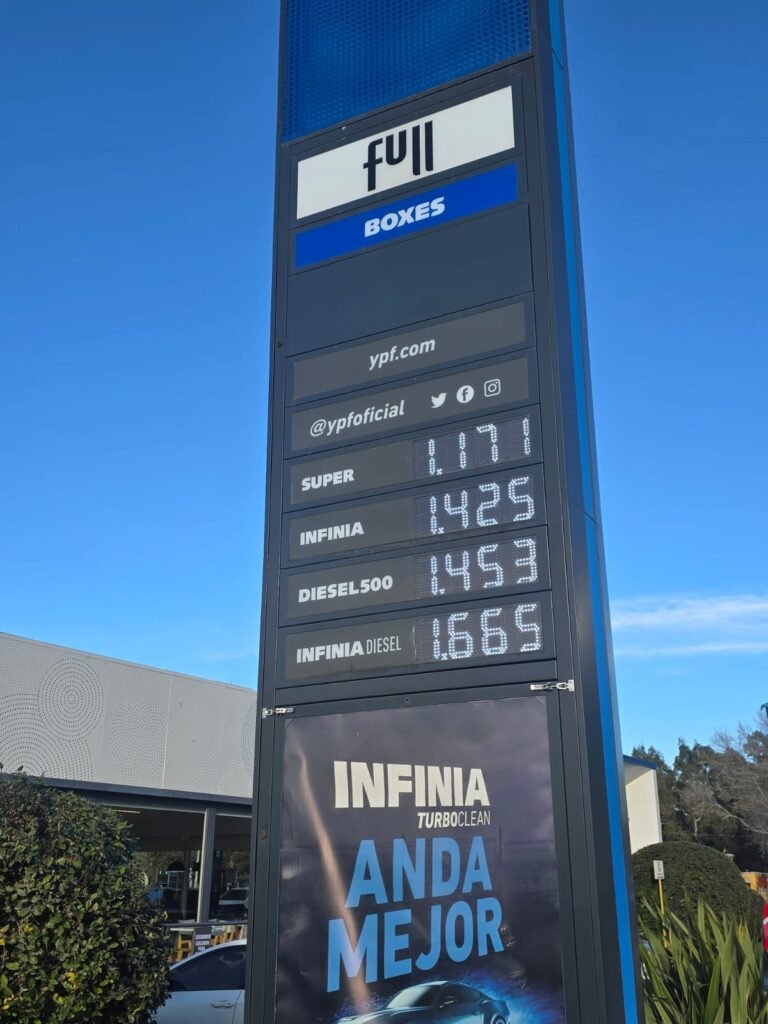 full
BOXES
ypf.com
@ypfoficial
SUPER 1.171
INFINIA 1.425
DIESEL500 1.453
INFINIA DIESEL 1.665
INFINIA
TURBOCLEAN
ANDA
MEJOR